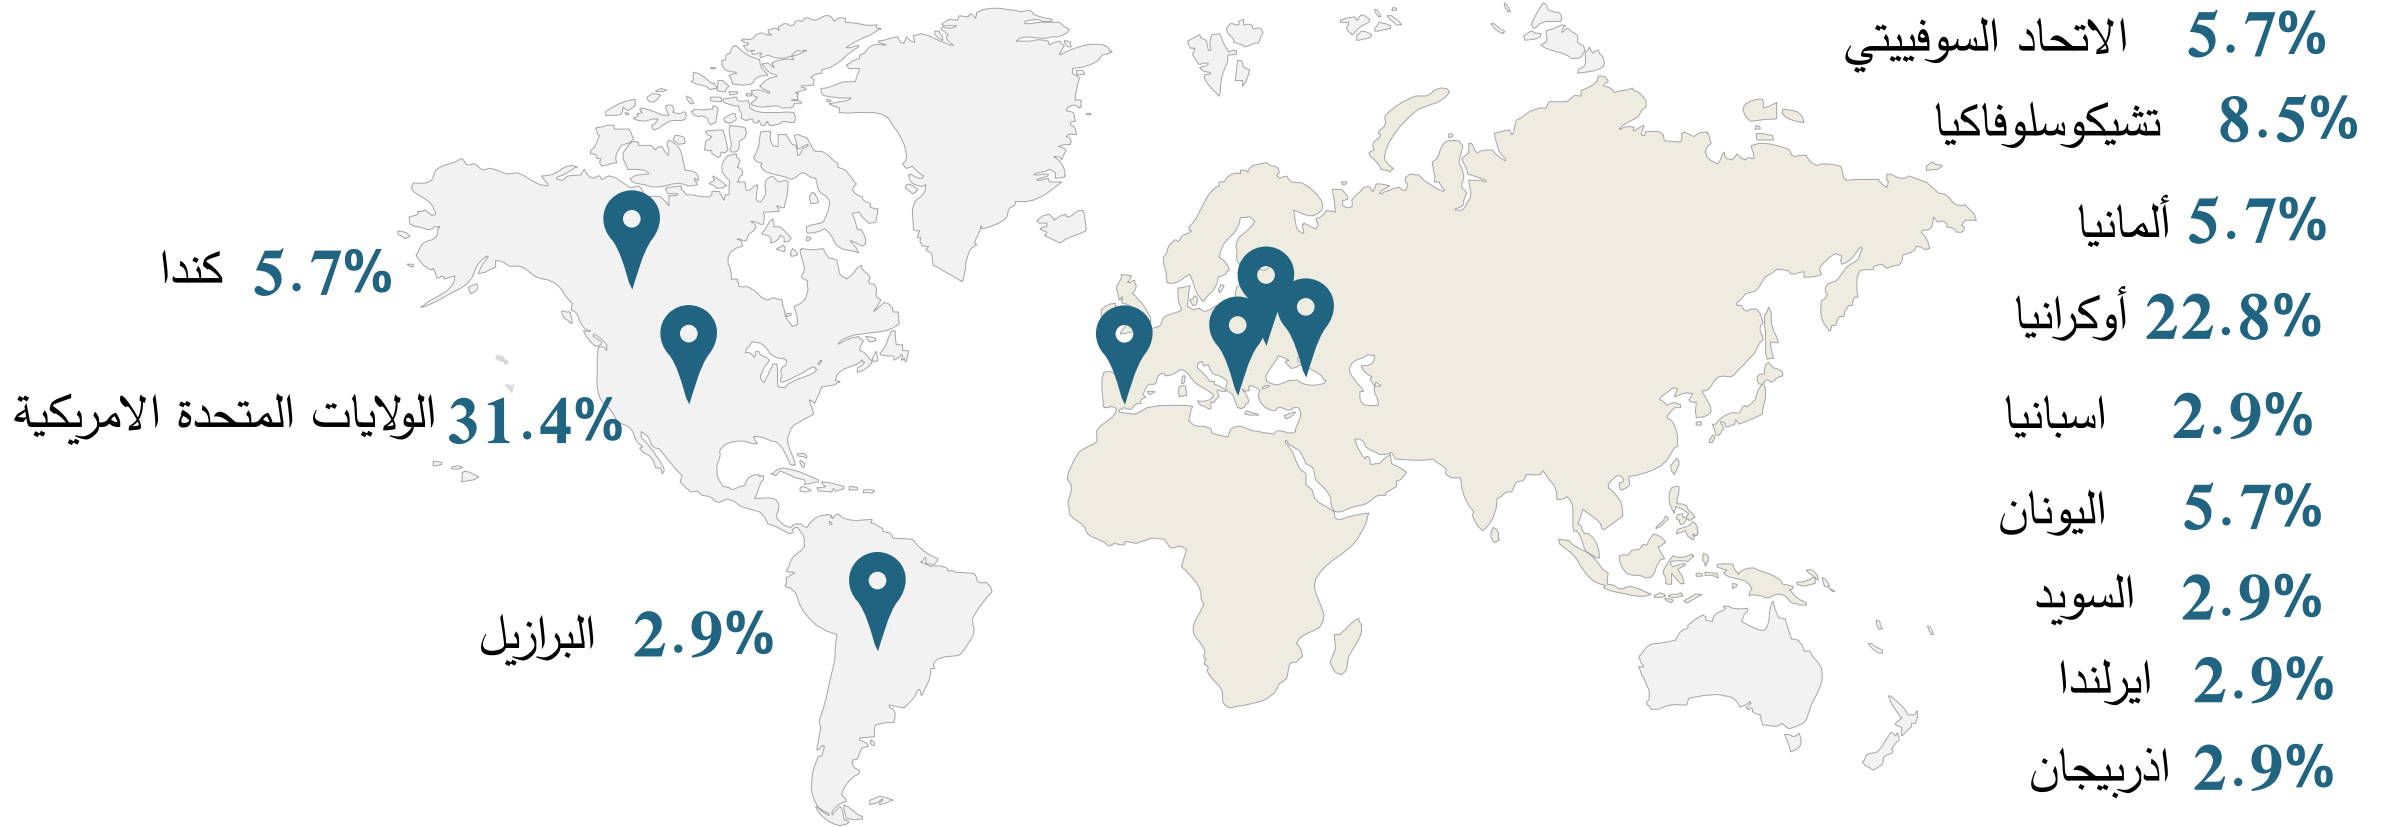 الاتحاد السوفييتي 5.7%
تشيكوسلوفاكيا 8.5%
ألمانيا 5.7%
أوكرانيا 22.8%
اسبانيا 2.9%
اليونان 5.7%
السويد 2.9%
ايرلندا 2.9%
اذربيجان 2.9%
كندا 5.7%
الولايات المتحدة الامريكية 31.4%
البرازيل 2.9%